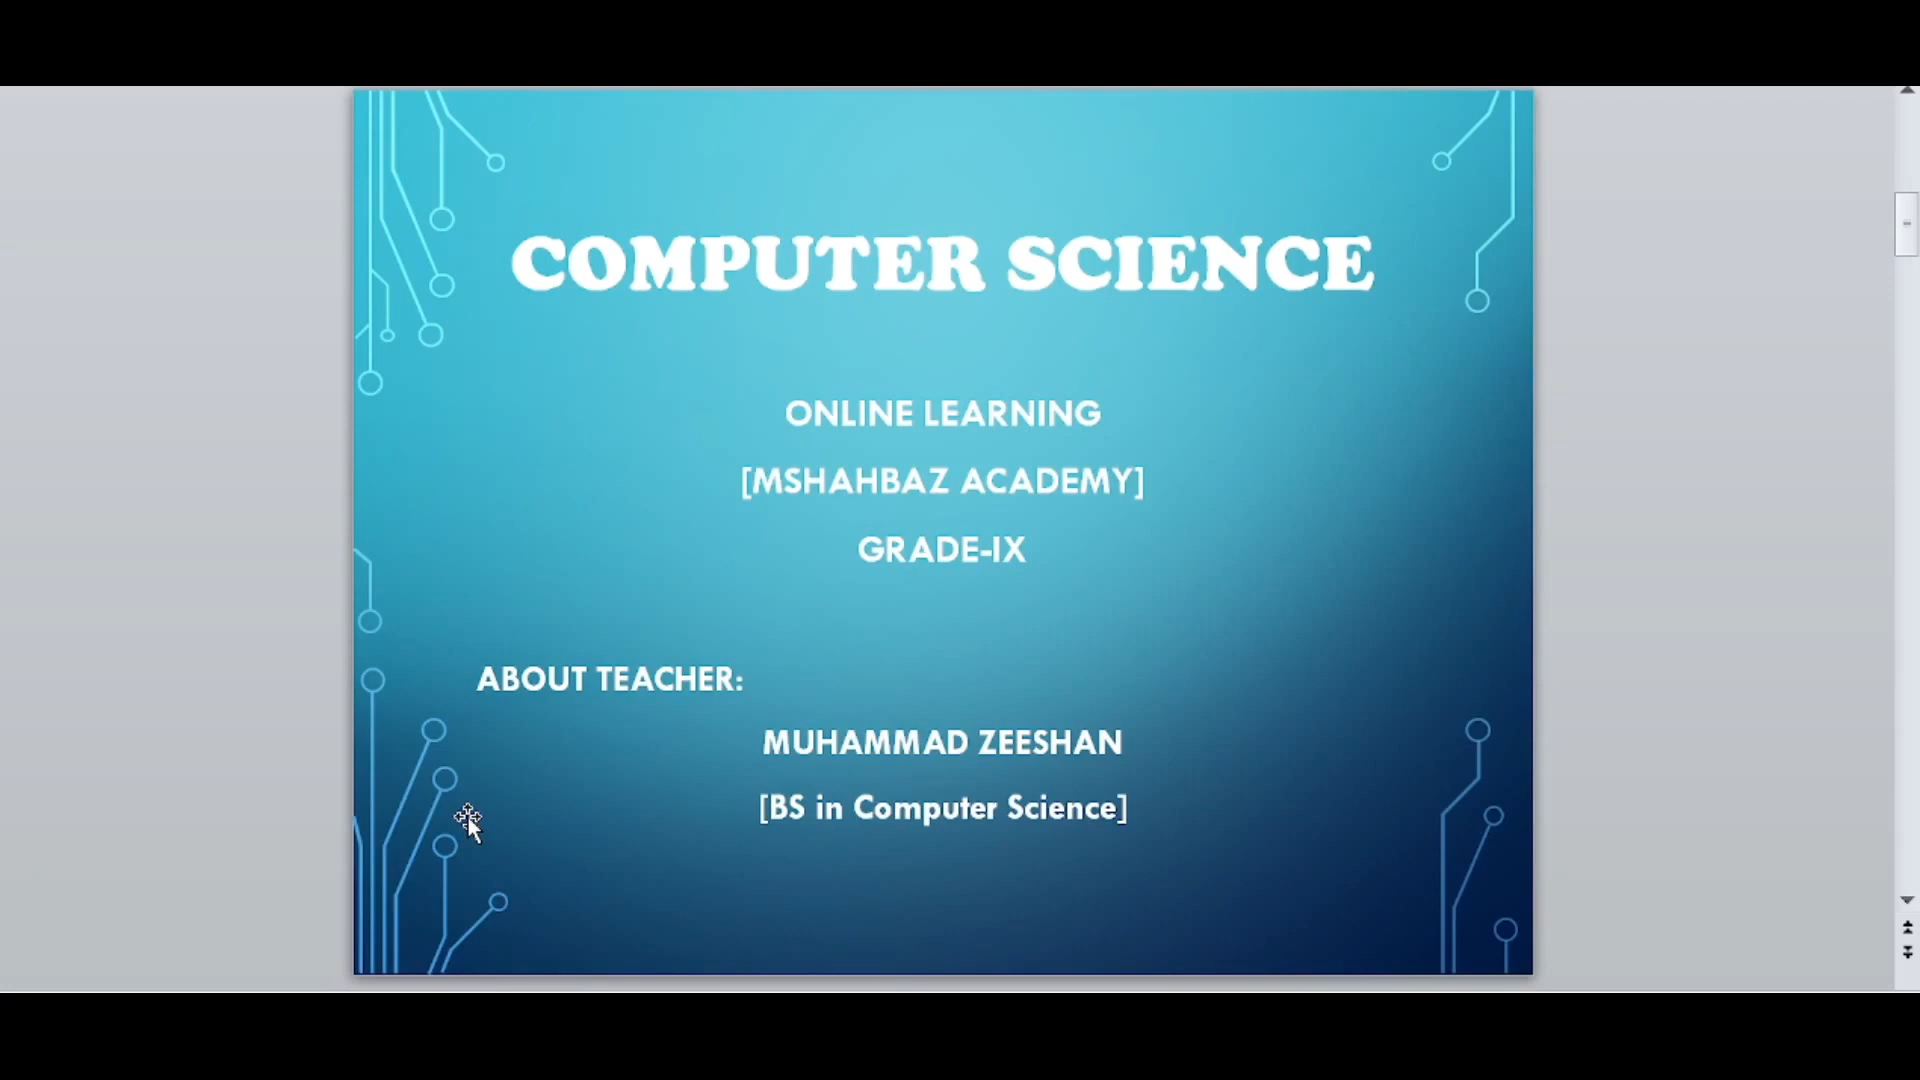 COMPUTER SCIENCE
ONLINE LEARNING
[MSHAHBAZ ACADEMY]
GRADE-IX
ABOUT TEACHER:
MUHAMMAD ZEESHAN
[BS in Computer Science]